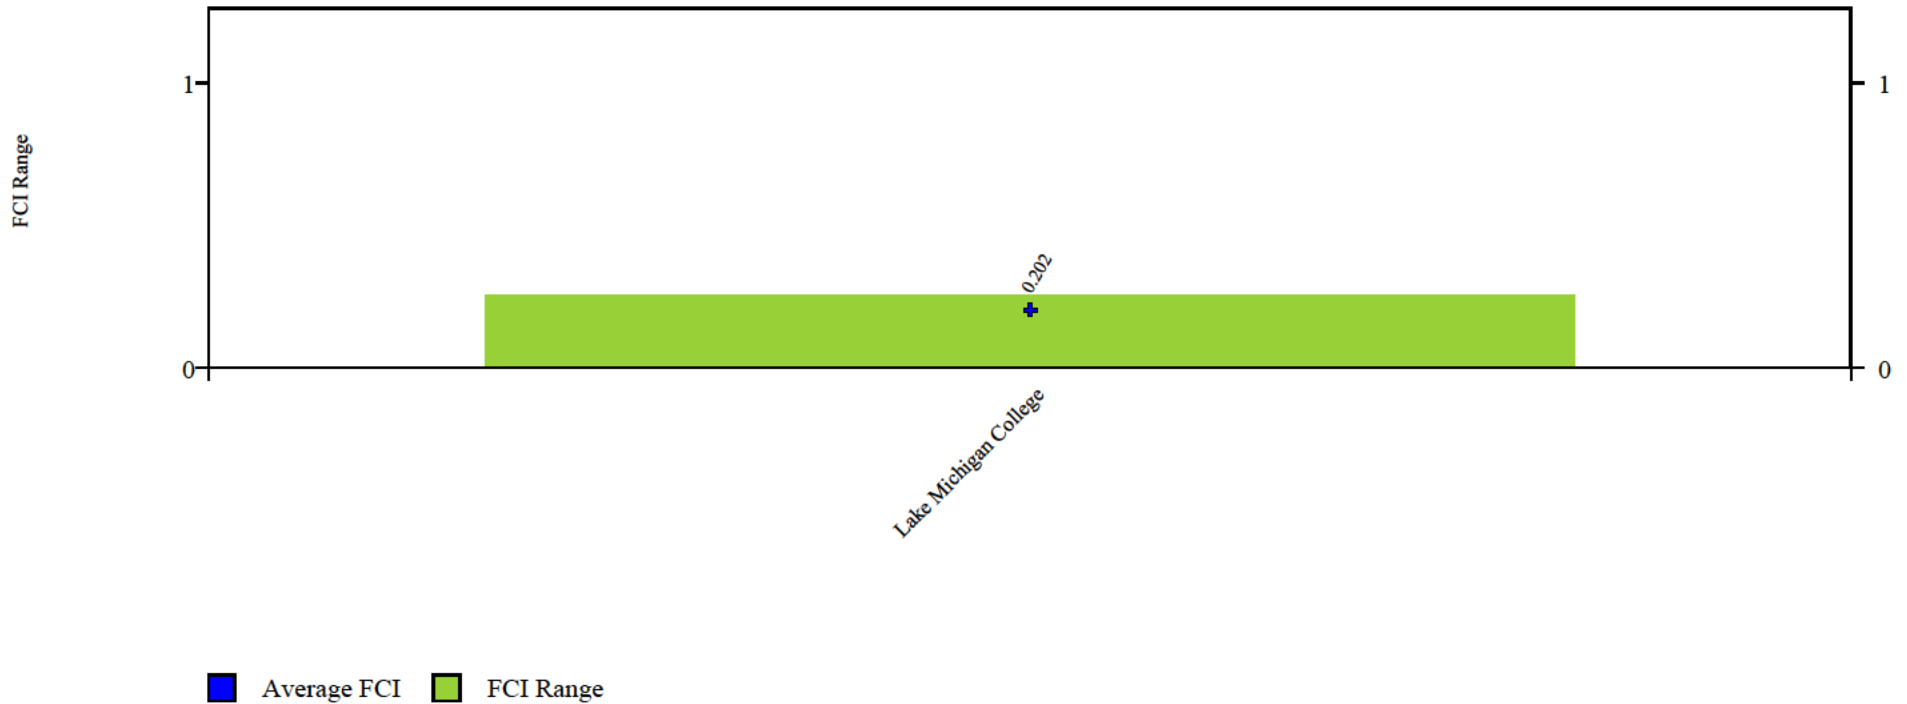 1
1
FCI Range
0.202
0
0
Lake Michigan College
Average FCI
FCI Range